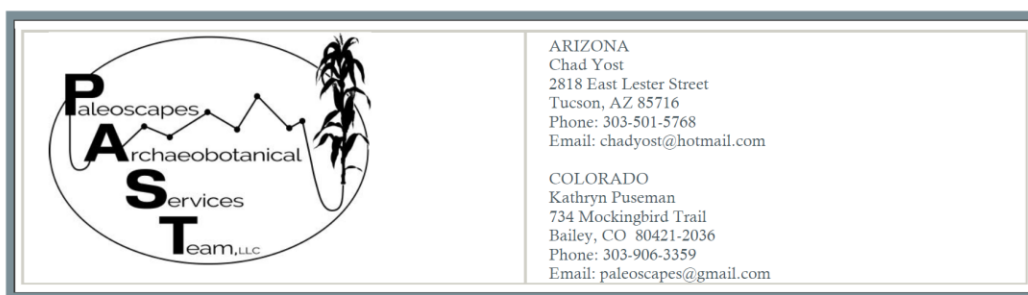 Paleoscapes
Archaeobotanical
Services
Team, LLC
ARIZONA
Chad Yost
2818 East Lester Street
Tucson, AZ 85716
Phone: 303-501-5768
Email: chadyost@hotmail.com
COLORADO
Kathryn Puseman
734 Mockingbird Trail
Bailey, CO  80421-2036
Phone: 303-906-3359
Email: paleoscapes@gmail.com